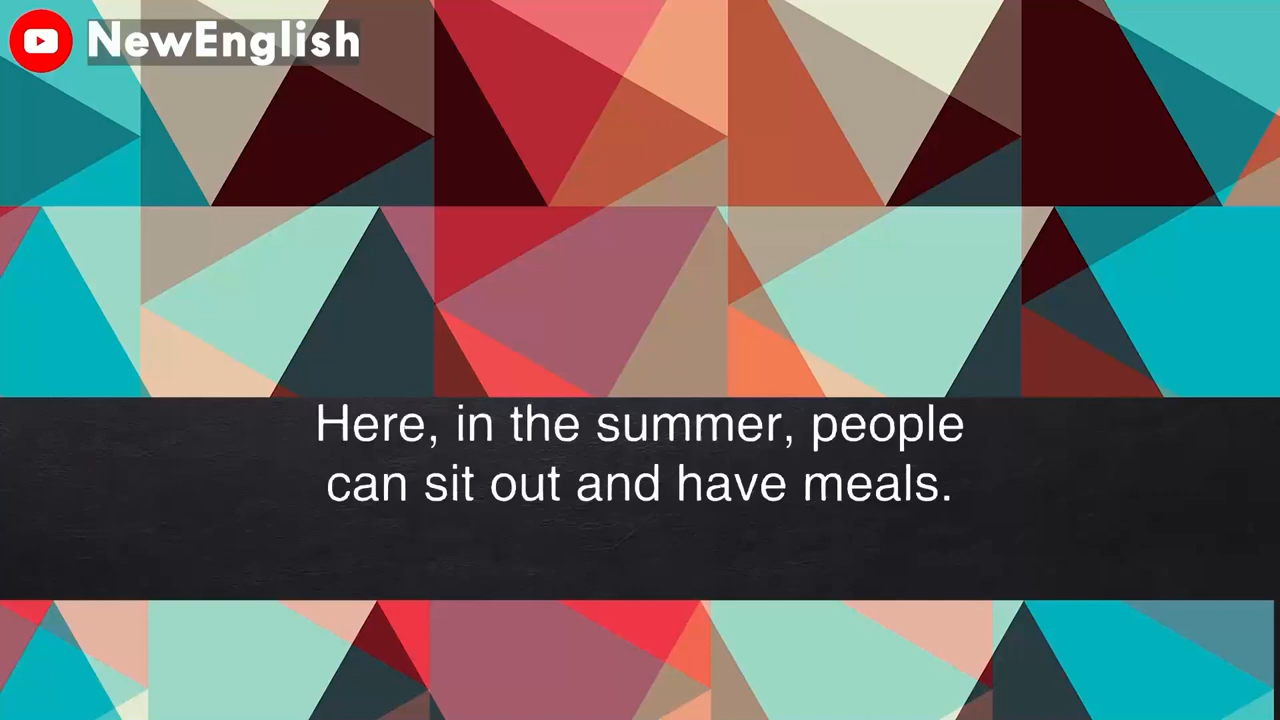 NewEnglish
Here, in the summer, people
can sit out and have meals.